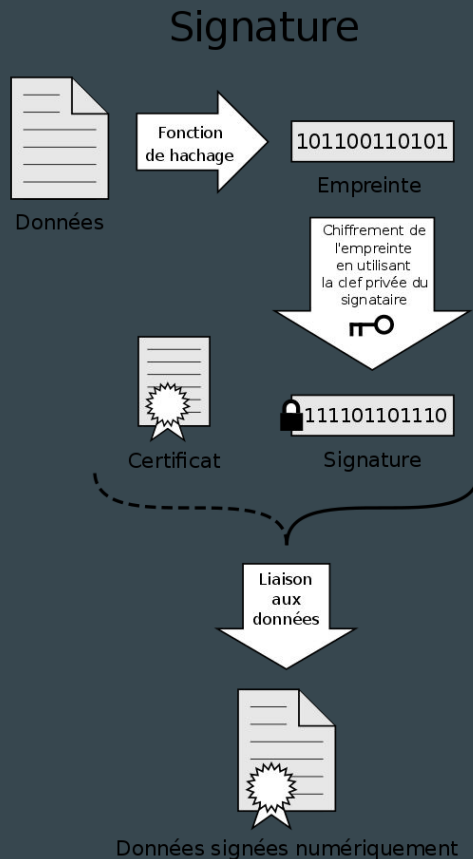 Signature
Fonction
de hachage
101100110101
Empreinte
Données
Chiffrement de
l'empreinte
en utilisant
la clef privée du
signataire
111101101110
Certificat
Signature
Liaison
aux
données
Données signées numériquement